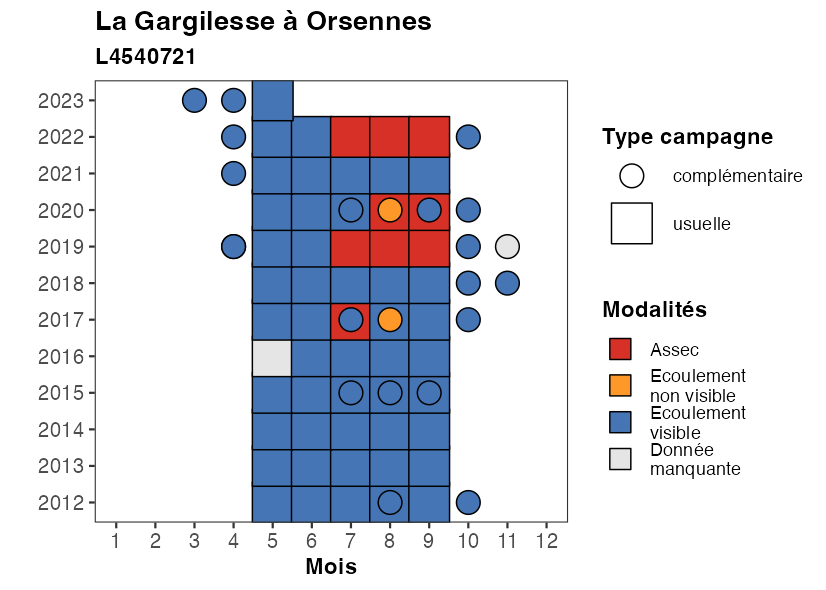 La Gargilesse à Orsennes
L4540721
2023
2022
2021
2020
2019
2018
2017
2016
2015
2014
2013
2012
1 2 3 4 5 6 7 8 9 10 11 12
Mois
Type campagne
complémentaire
usuelle
Modalités
Assec
Ecoulement
non visible
Ecoulement
visible
Donnée
manquante